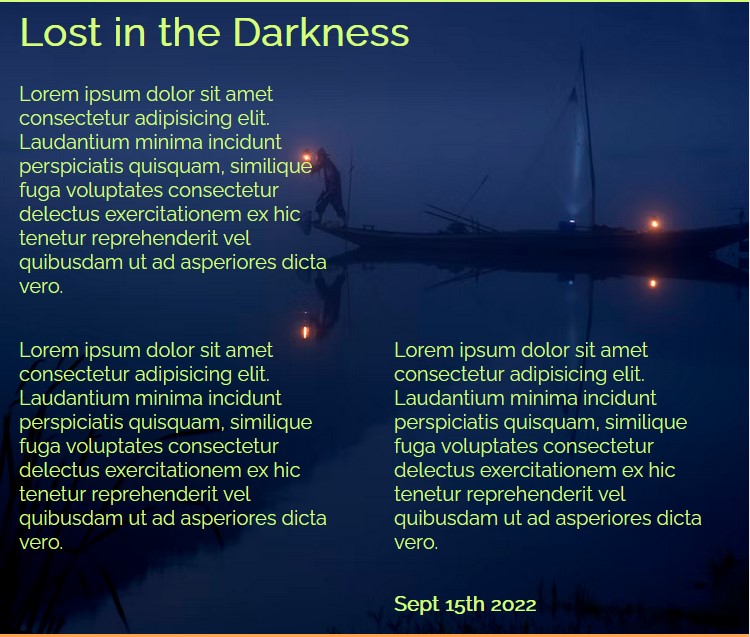 Lost in the Darkness
Lorem ipsum dolor sit amet
consectetur adipisicing elit.
Laudantium minima incidunt
perspiciatis quisquam, similique
fuga voluptates consectetur
delectus exercitationem ex hic
tenetur reprehenderit vel
quibusdam ut ad asperiores dicta
vero.
Lorem ipsum dolor sit amet
consectetur adipisicing elit.
Laudantium minima incidunt
perspiciatis quisquam, similique
fuga voluptates consectetur
delectus exercitationem ex hic
tenetur reprehenderit vel
quibusdam ut ad asperiores dicta
vero.
Lorem ipsum dolor sit amet
consectetur adipisicing elit.
Laudantium minima incidunt
perspiciatis quisquam, similique
fuga voluptates consectetur
delectus exercitationem ex hic
tenetur reprehenderit vel
quibusdam ut ad asperiores dicta
vero.
Sept 15th 2022